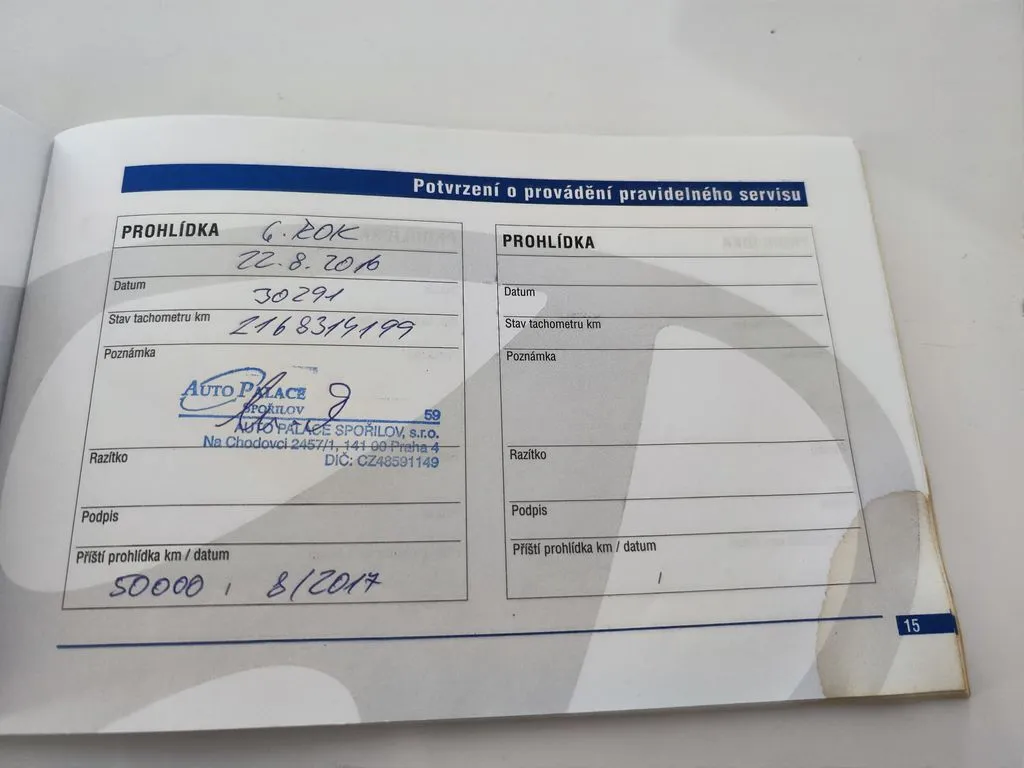 Potvrzení o provádění pravidelného servisu
PROHLÍDKA 6. ROK
22.8.2016
Datum
30291
Stav tachometru km
2168314199
Poznámka
AUTO PALACE
SPOŘILOV
59
AUTO PALACE SPOŘILOV, s.r.o.
Na Chodovci 2457/1, 141 00 Praha 4
DIČ: CZ48591149
Razítko
Podpis
Příští prohlídka km / datum
50000 / 8/2017
PROHLÍDKA
Datum
Stav tachometru km
Poznámka
Razítko
Podpis
Příští prohlídka km / datum
/
15